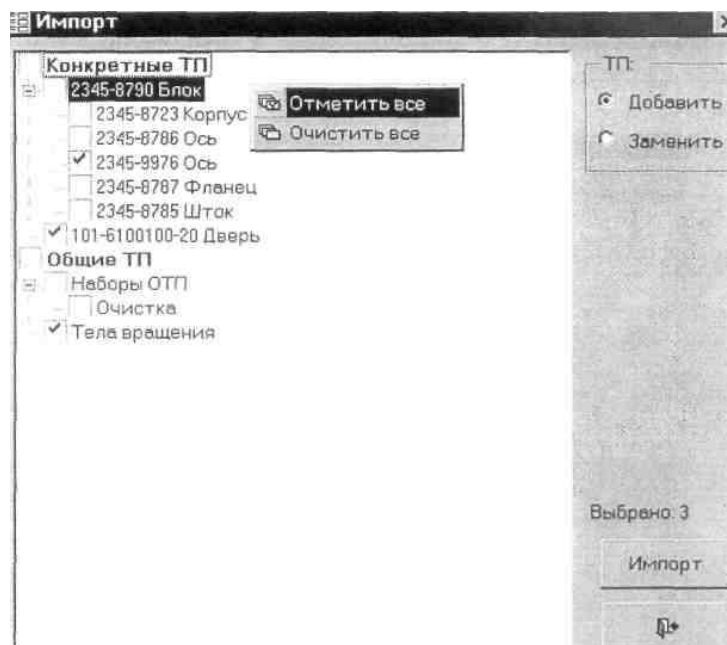 Импорт
Конкретные ТП
2345-8790 Блок
2345-8723 Корпус
2345-8786 Ось
2345-9976 Ось
2345-8787 Фланец
2345-8785 Шток
101-6100100-20 Дверь
Общие ТП
Наборы ОТП
Очистка
Тела вращения
Отметить все
Очистить все
ТП:
Добавить
Заменить
Выбрано: 3
Импорт